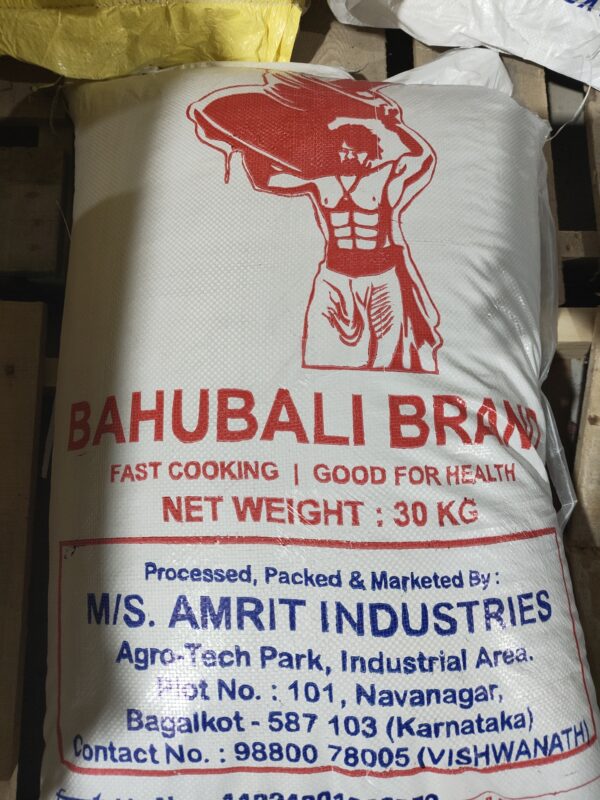 BAHUBALI BRAND
FAST COOKING | GOOD FOR HEALTH
NET WEIGHT : 30 KG
Processed, Packed & Marketed By :
M/S. AMRIT INDUSTRIES
Agro-Tech Park, Industrial Area.
Plot No. : 101, Navanagar,
Bagalkot - 587 103 (Karnataka)
Contact No. : 98800 78005 (VISHWANATH)